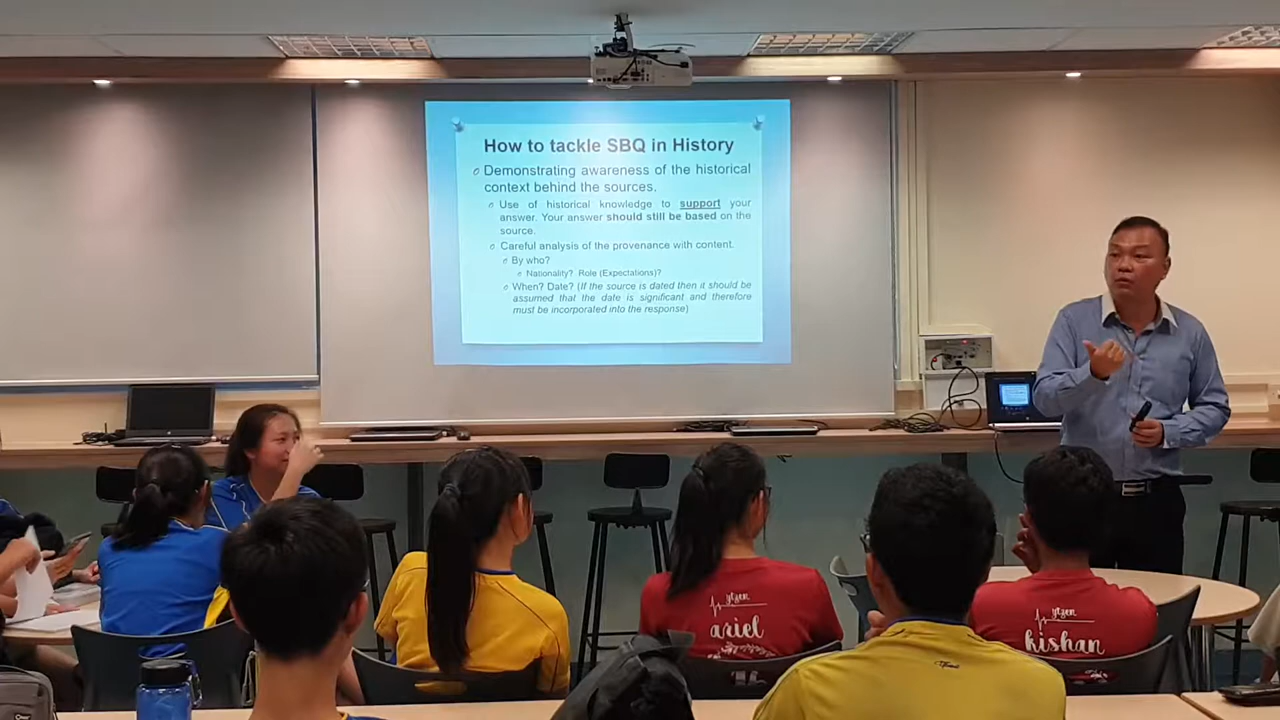 How to tackle SBQ in History
Demonstrating awareness of the historical
context behind the sources.
Use of historical knowledge to support your
answer. Your answer should still be based on the
source.
Careful analysis of the provenance with content.
By who?
Nationality? Role (Expectations)?
When? Date? (If the source is dated then it should be
assumed that the date is significant and therefore
must be incorporated into the response)
ytzen
ariel
ytzen
kishan